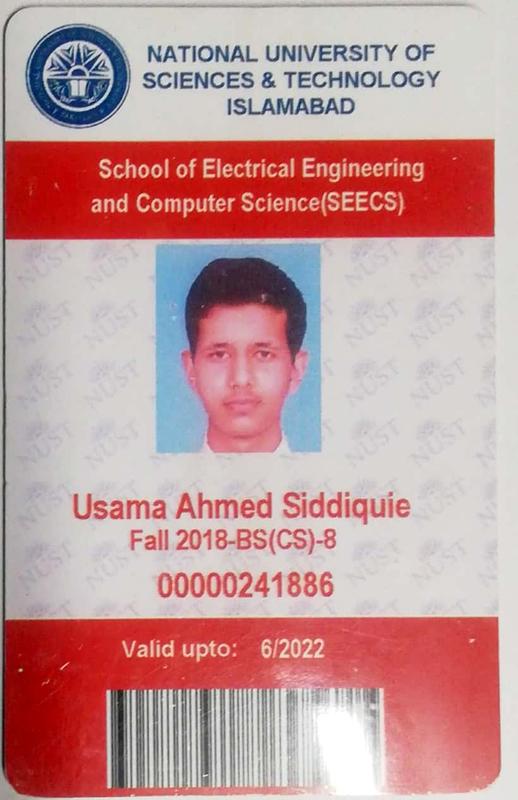 NATIONAL UNIVERSITY OF
SCIENCES & TECHNOLOGY
ISLAMABAD
School of Electrical Engineering
and Computer Science(SEECS)
NUST
Usama Ahmed Siddiquie
Fall 2018-BS(CS)-8
00000241886
Valid upto: 6/2022